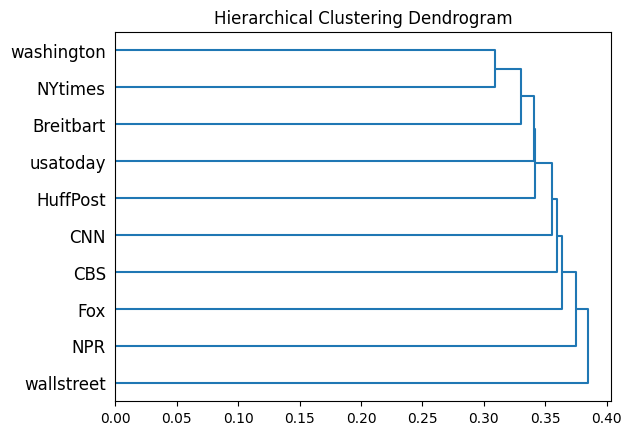 Hierarchical Clustering Dendrogram
washington
NYtimes
Breitbart
usatoday
HuffPost
CNN
CBS
Fox
NPR
wallstreet
0.00 0.05 0.10 0.15 0.20 0.25 0.30 0.35 0.40